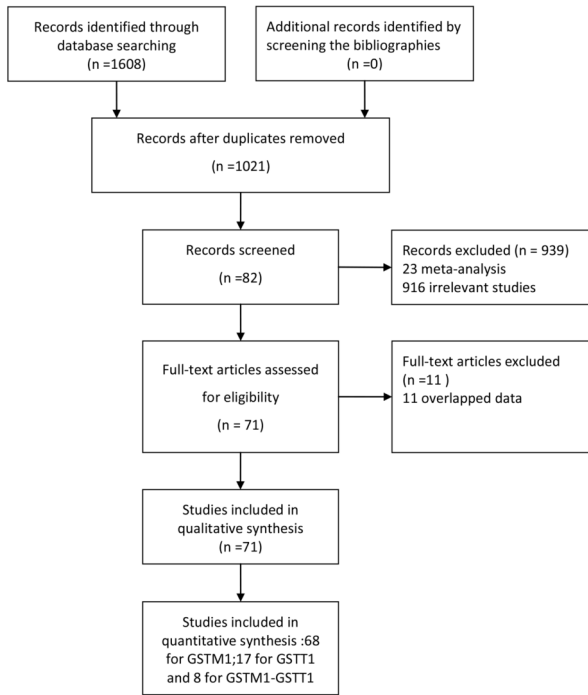 Records identified through
database searching
(n =1608)
Additional records identified by
screening the bibliographies
(n =0)
Records after duplicates removed
(n =1021)
Records screened
(n =82)
Records excluded (n = 939)
23 meta-analysis
916 irrelevant studies
Full-text articles assessed
for eligibility
(n = 71)
Full-text articles excluded
(n =11 )
11 overlapped data
Studies included in
qualitative synthesis
(n =71)
Studies included in
quantitative synthesis :68
for GSTM1;17 for GSTT1
and 8 for GSTM1-GSTT1